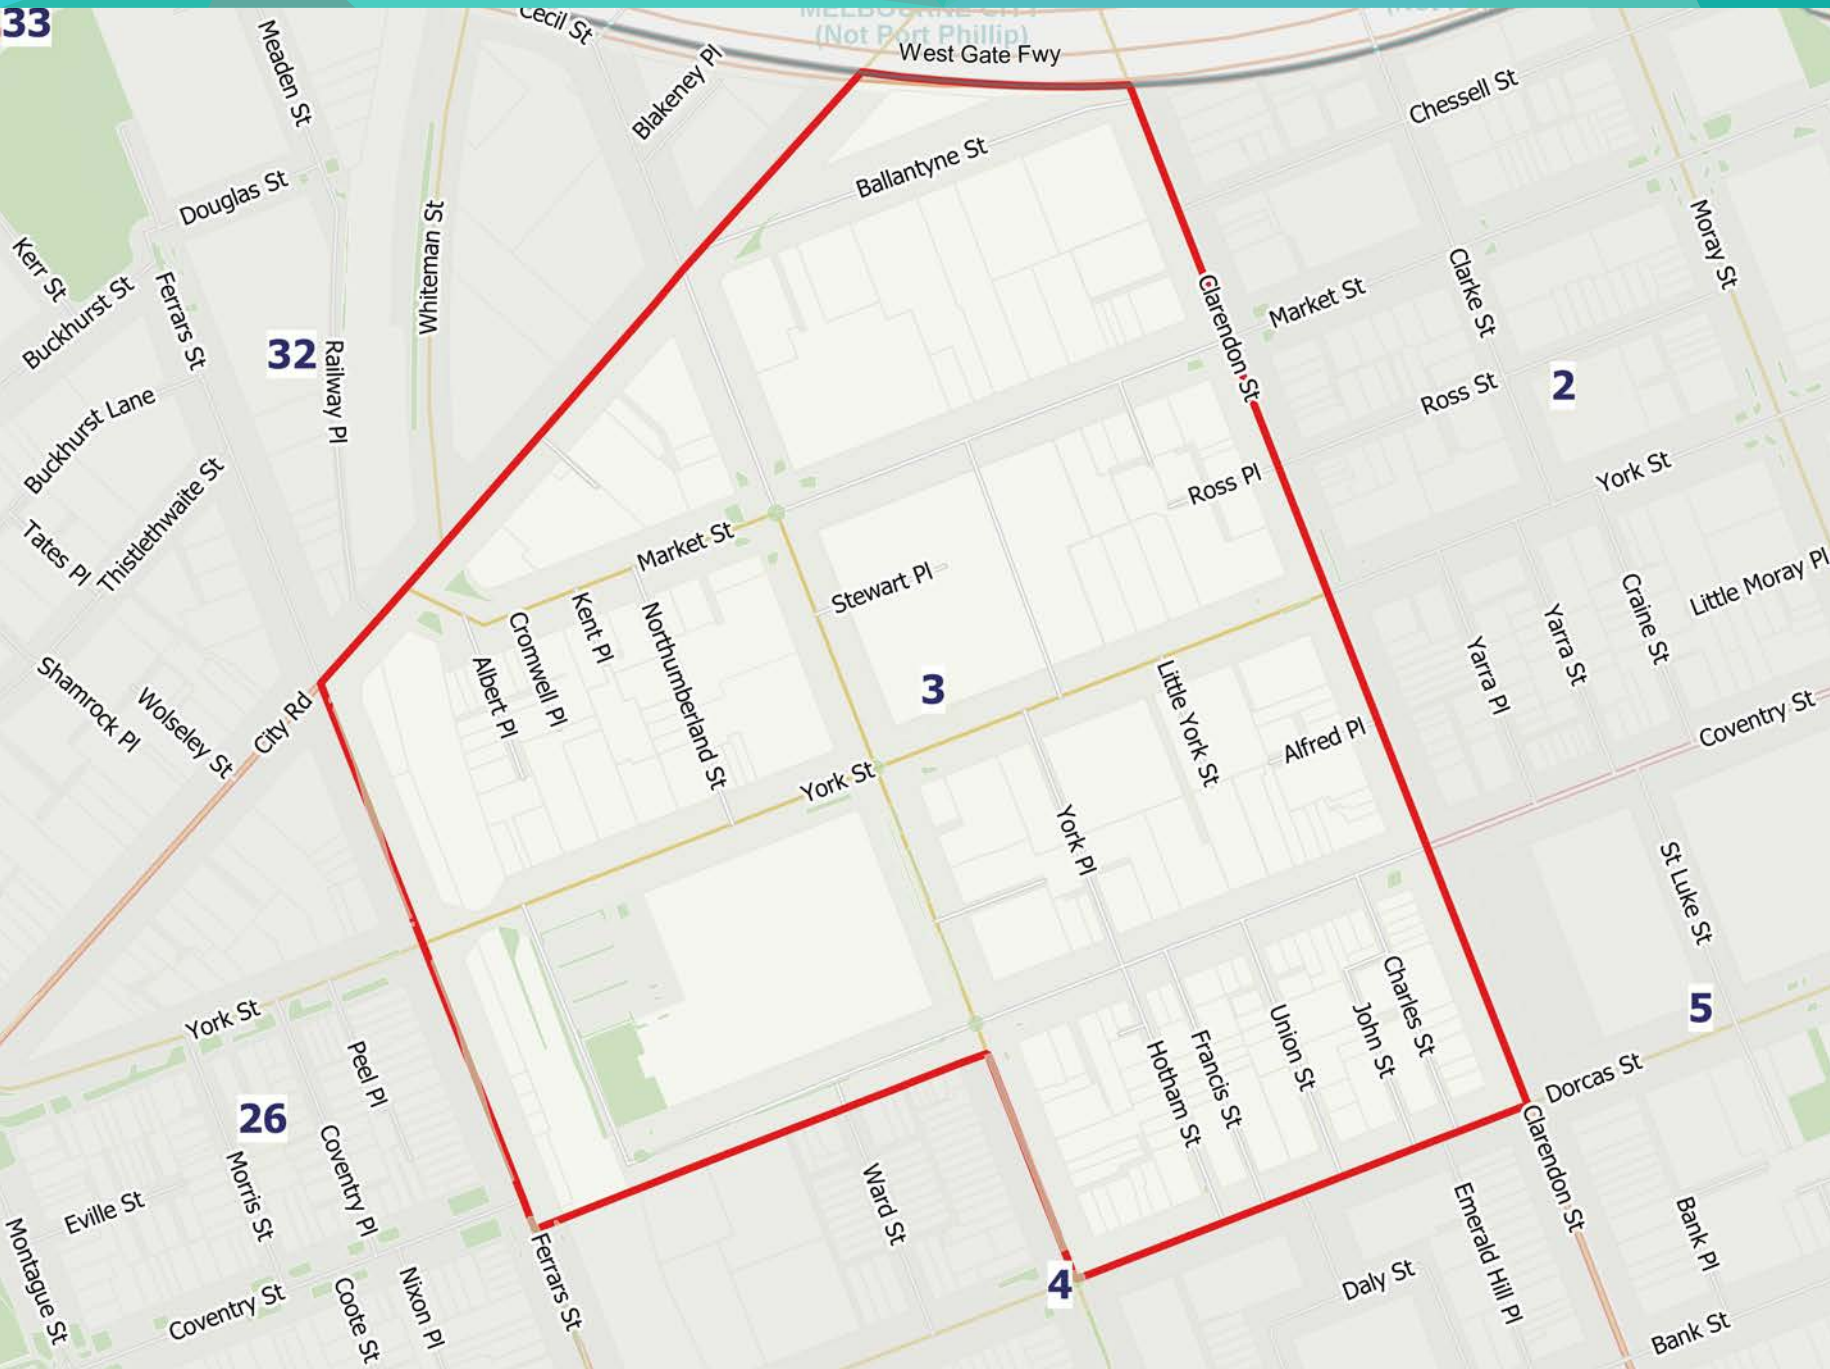 33
Meaden St
Cecil St
Blakeney Pl
MELBOURNE CITY
(Not Port Phillip)
West Gate Fwy
Chessell St
Douglas St
Whiteman St
Ballantyne St
Moray St
Kerr St
Buckhurst St
Ferrars St
32
Railway Pl
Clarendon St
Market St
Clarke St
Ross St
2
Buckhurst Lane
Thistlethwaite St
Tates Pl
Market St
Ross Pl
York St
Stewart Pl
Kent Pl
Cromwell Pl
Albert Pl
Northumberland St
3
Little York St
Alfred Pl
Yarra Pl
Yarra St
Craine St
Little Moray Pl
Coventry St
Shamrock Pl
Wolseley St
City Rd
York St
York Pl
St Luke St
York St
Peel Pl
26
Coventry Pl
Morris St
Eville St
Montague St
Coventry St
Coote St
Nixon Pl
Ferrars St
Ward St
4
Hotham St
Francis St
Union St
John St
Charles St
5
Dorcas St
Clarendon St
Emerald Hill Pl
Daly St
Bank Pl
Bank St